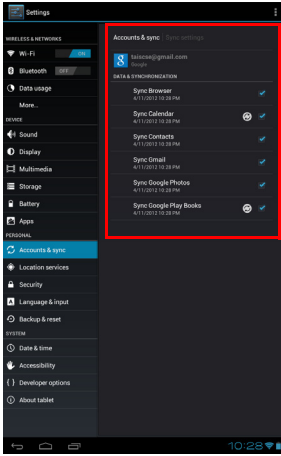 Settings
WIRELESS & NETWORKS
Wi-Fi ON
Bluetooth OFF
Data usage
More...
DEVICE
Sound
Display
Multimedia
Storage
Battery
Apps
PERSONAL
Accounts & sync
Location services
Security
Language & input
Backup & reset
SYSTEM
Date & time
Accessibility
Developer options
About tablet
Accounts & sync Sync settings
taiscse@gmail.com
Google
DATA & SYNCHRONIZATION
Sync Browser
4/11/2012 10:28 PM
Sync Calendar
4/11/2012 10:28 PM
Sync Contacts
4/11/2012 10:28 PM
Sync Gmail
4/11/2012 10:28 PM
Sync Google Photos
4/11/2012 10:28 PM
Sync Google Play Books
4/11/2012 10:28 PM
10:28